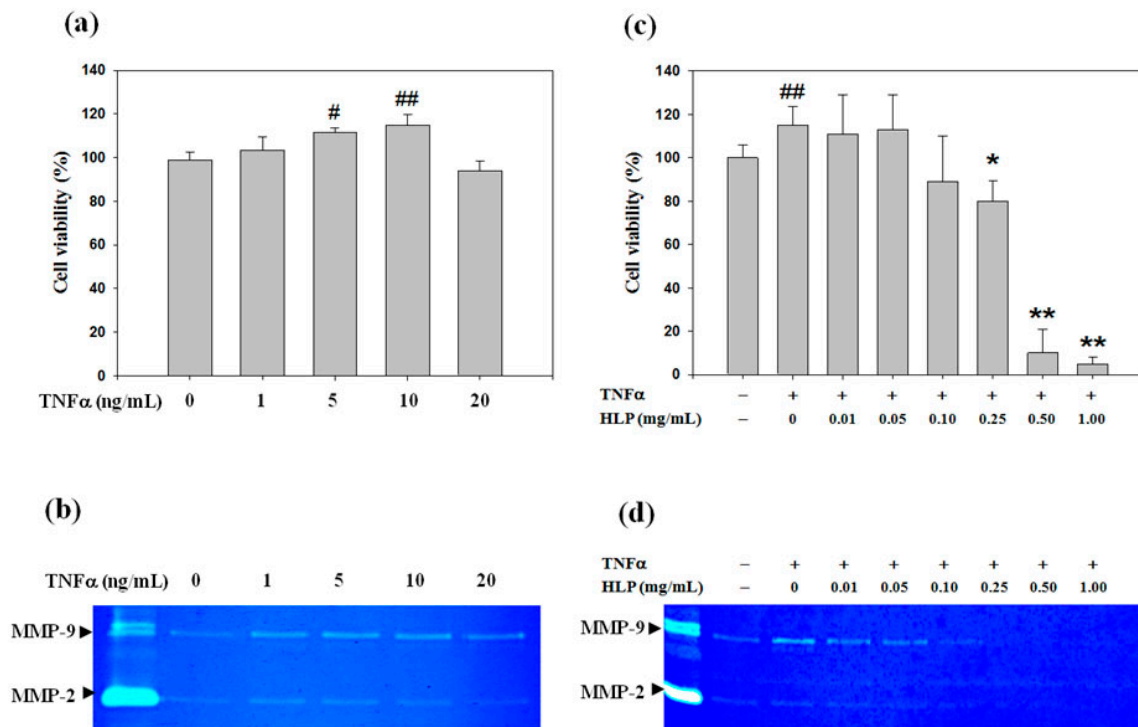 (a)
140
120
100
80
60
40
20
0
Cell viability (%)
#
##
TNFα (ng/mL) 0 1 5 10 20
(c)
140
120
100
80
60
40
20
0
Cell viability (%)
##
*
**
**
TNFα − + + + + + + +
HLP (mg/mL) − 0 0.01 0.05 0.10 0.25 0.50 1.00
(b)
TNFα (ng/mL) 0 1 5 10 20
MMP-9
MMP-2
(d)
TNFα − + + + + + + +
HLP (mg/mL) − 0 0.01 0.05 0.10 0.25 0.50 1.00
MMP-9
MMP-2